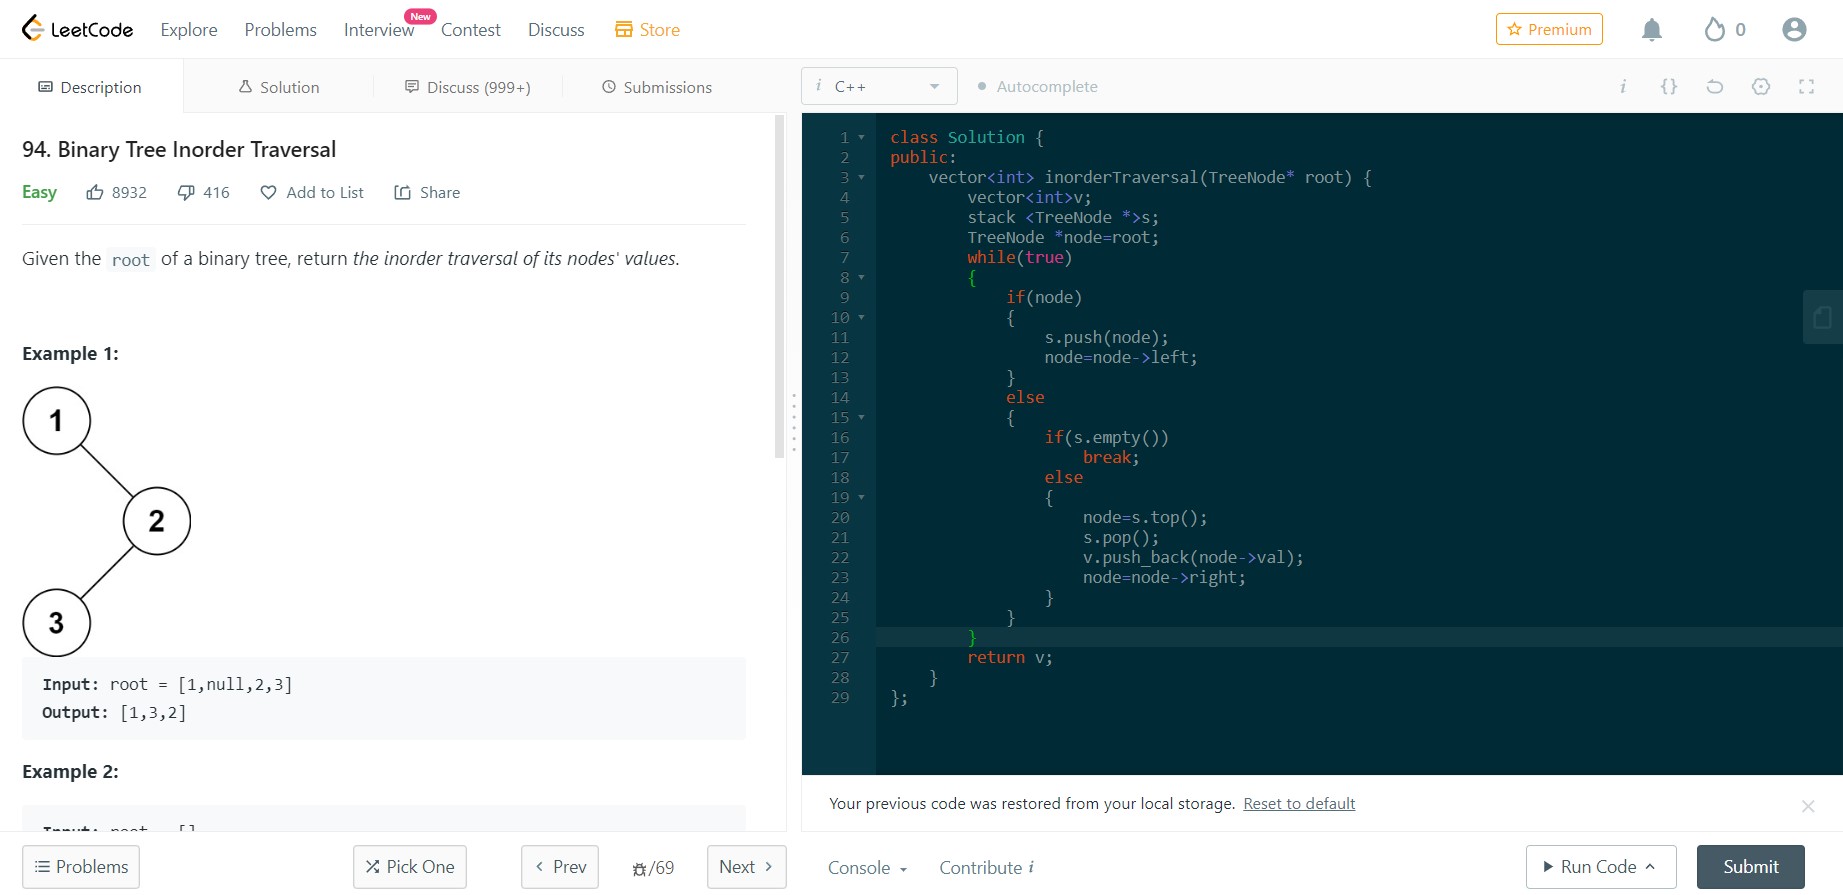 LeetCode Explore Problems Interview New Contest Discuss Store Premium 0
Description Solution Discuss (999+) Submissions
i C++ Autocomplete i {}
94. Binary Tree Inorder Traversal
Easy 8932 416 Add to List Share
Given the root of a binary tree, return the inorder traversal of its nodes' values.
Example 1:
1
2
3
Input: root = [1,null,2,3]
Output: [1,3,2]
Example 2:
Input: root = []
1 class Solution {
2 public:
3 vector<int> inorderTraversal(TreeNode* root) {
4 vector<int>v;
5 stack <TreeNode *>s;
6 TreeNode *node=root;
7 while(true)
8 {
9 if(node)
10 {
11 s.push(node);
12 node=node->left;
13 }
14 else
15 {
16 if(s.empty())
17 break;
18 else
19 {
20 node=s.top();
21 s.pop();
22 v.push_back(node->val);
23 node=node->right;
24 }
25 }
26 }
27 return v;
28 }
29 };
Your previous code was restored from your local storage. Reset to default
Problems Pick One < Prev /69 Next >
Console Contribute i Run Code Submit